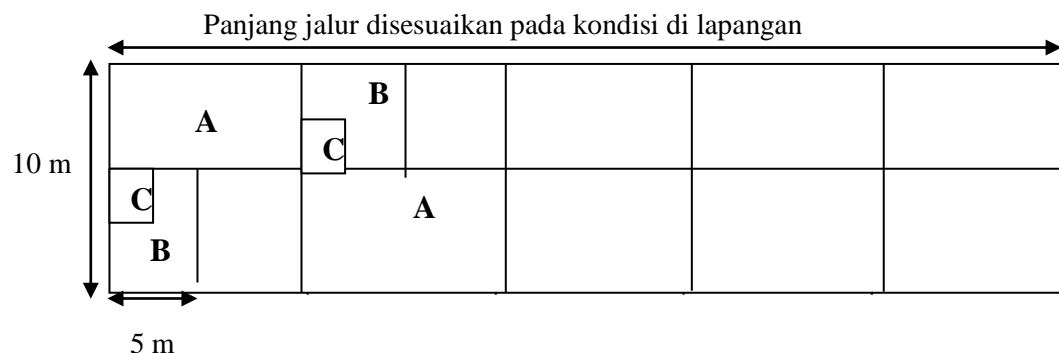 Panjang jalur disesuaikan pada kondisi di lapangan
B
A
10 m
C
C
A
B
5 m